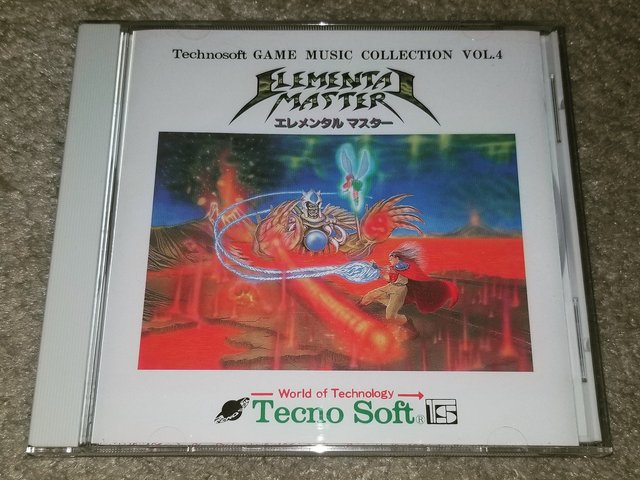 Technosoft GAME MUSIC COLLECTION VOL.4
ELEMENTAL
MASTER
エレメンタル マスター
World of Technology
Tecno Soft® TS